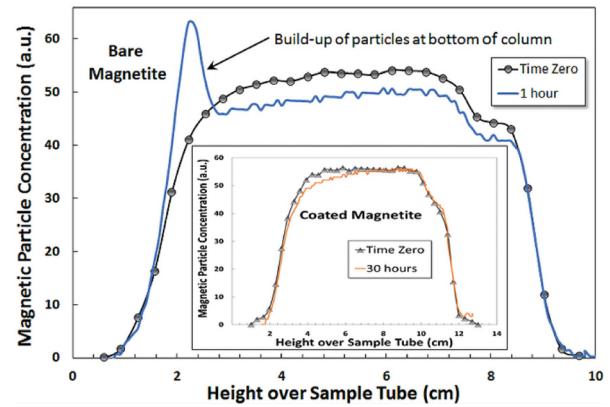 Magnetic Particle Concentration (a.u.)
70
60
50
40
30
20
10
0
Bare
Magnetite
Build-up of particles at bottom of column
Time Zero
1 hour
Magnetic Particle Concentration (a.u.)
60
50
40
30
20
10
0
Coated Magnetite
Time Zero
30 hours
0 2 4 6 8 10 12 14
Height over Sample Tube (cm)
0 2 4 6 8 10
Height over Sample Tube (cm)